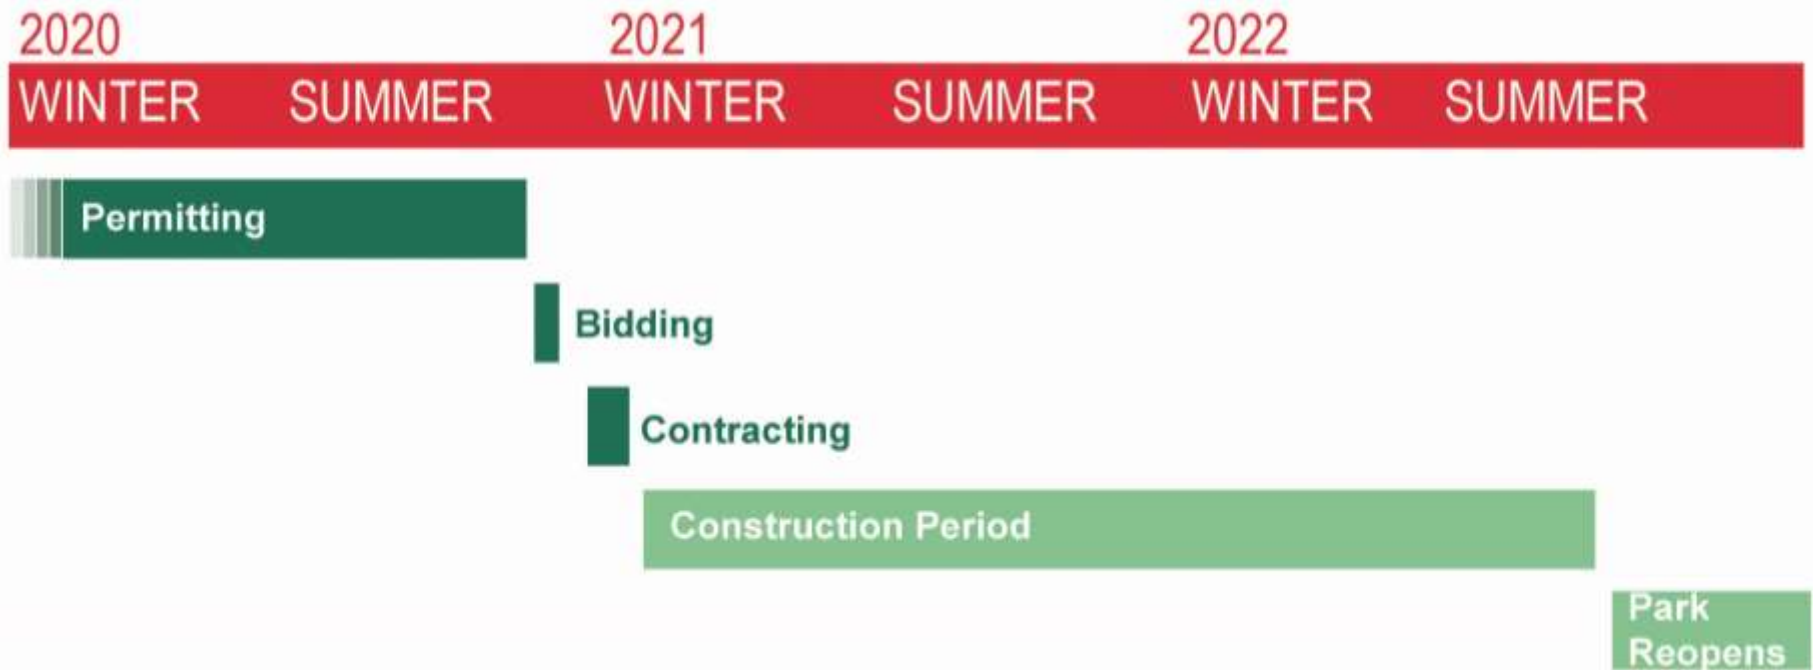 2020 2021 2022
WINTER SUMMER WINTER SUMMER WINTER SUMMER
Permitting
Bidding
Contracting
Construction Period
Park
Reopens